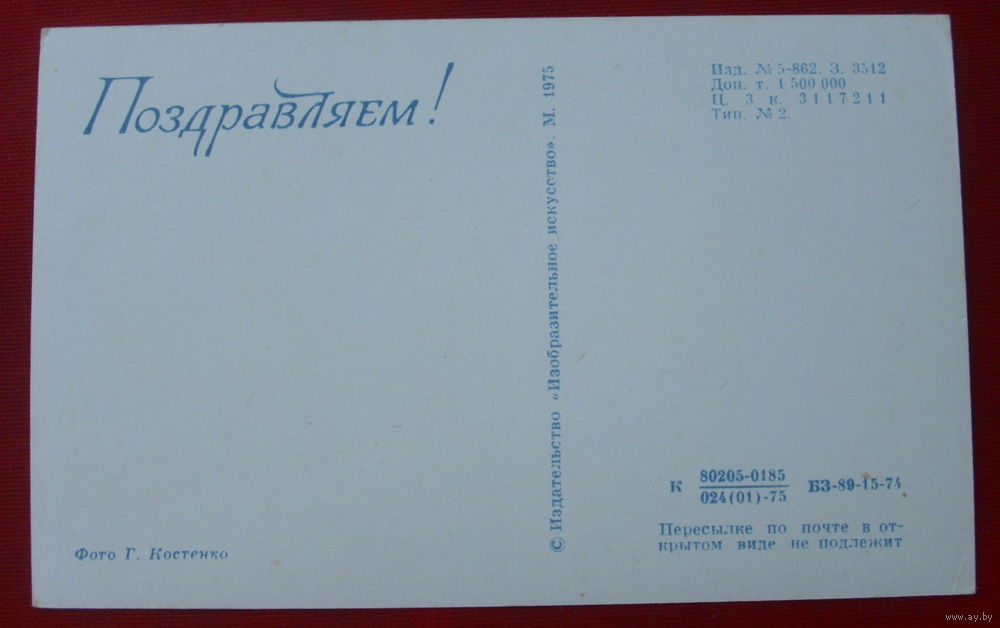 Поздравляем!
Фото Г. Костенко
© Издательство «Изобразительное искусство». М. 1975
Изд. № 5-862. З. 3512
Доп. т. 1 500 000
Ц. 3 к. 3117211
Тип. № 2.
К 80205-0185 БЗ-89-15-74
024(01)-75
Пересылке по почте в от-
крытом виде не подлежит
www.ay.by